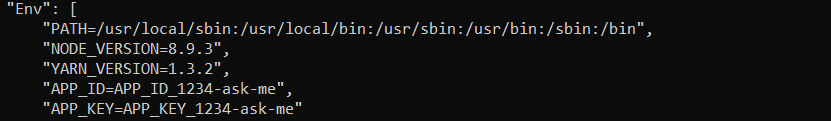 "Env": [
"PATH=/usr/local/sbin:/usr/local/bin:/usr/sbin:/usr/bin:/sbin:/bin",
"NODE_VERSION=8.9.3",
"YARN_VERSION=1.3.2",
"APP_ID=APP_ID_1234-ask-me",
"APP_KEY=APP_KEY_1234-ask-me"